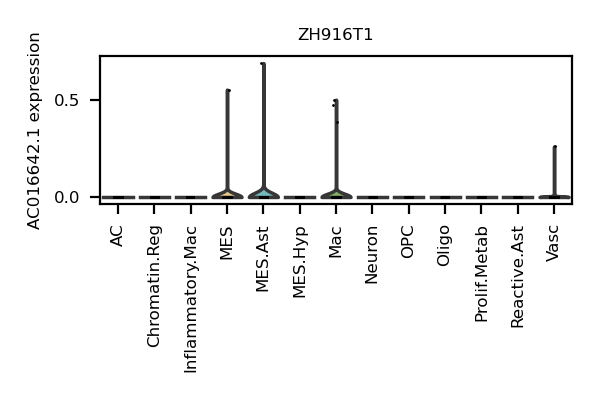 ZH916T1
AC016642.1 expression
0.5
0.0
AC
Chromatin.Reg
Inflammatory.Mac
MES
MES.Ast
MES.Hyp
Mac
Neuron
OPC
Oligo
Prolif.Metab
Reactive.Ast
Vasc